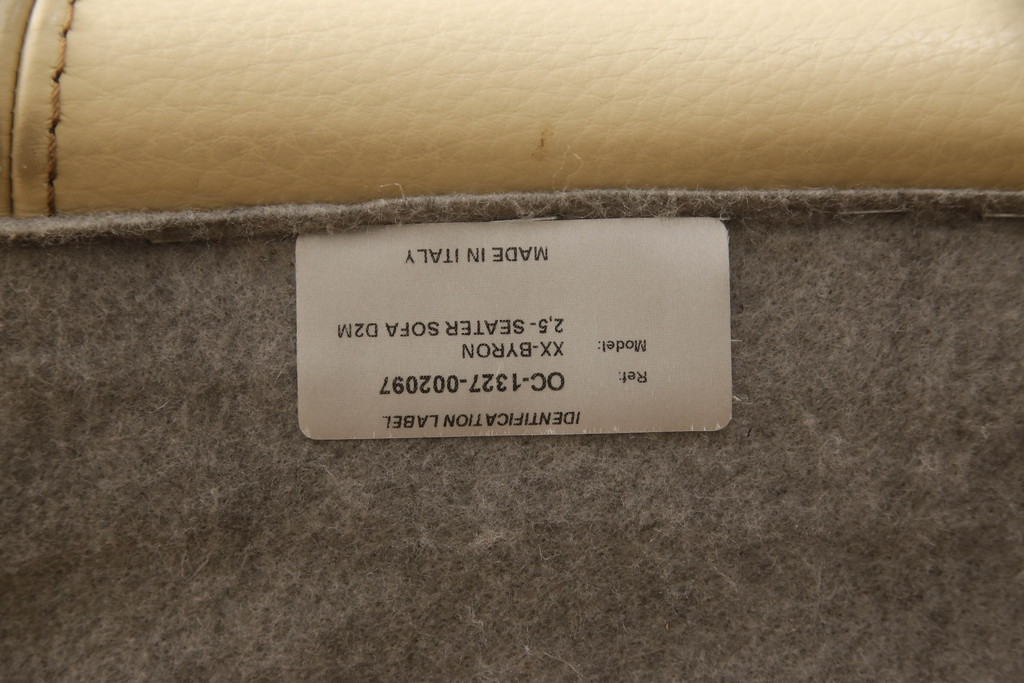 IDENTIFICATION LABEL
Ref: OC-1327-002097
Model: XX-BYRON
2,5- SEATER SOFA D2M
MADE IN ITALY